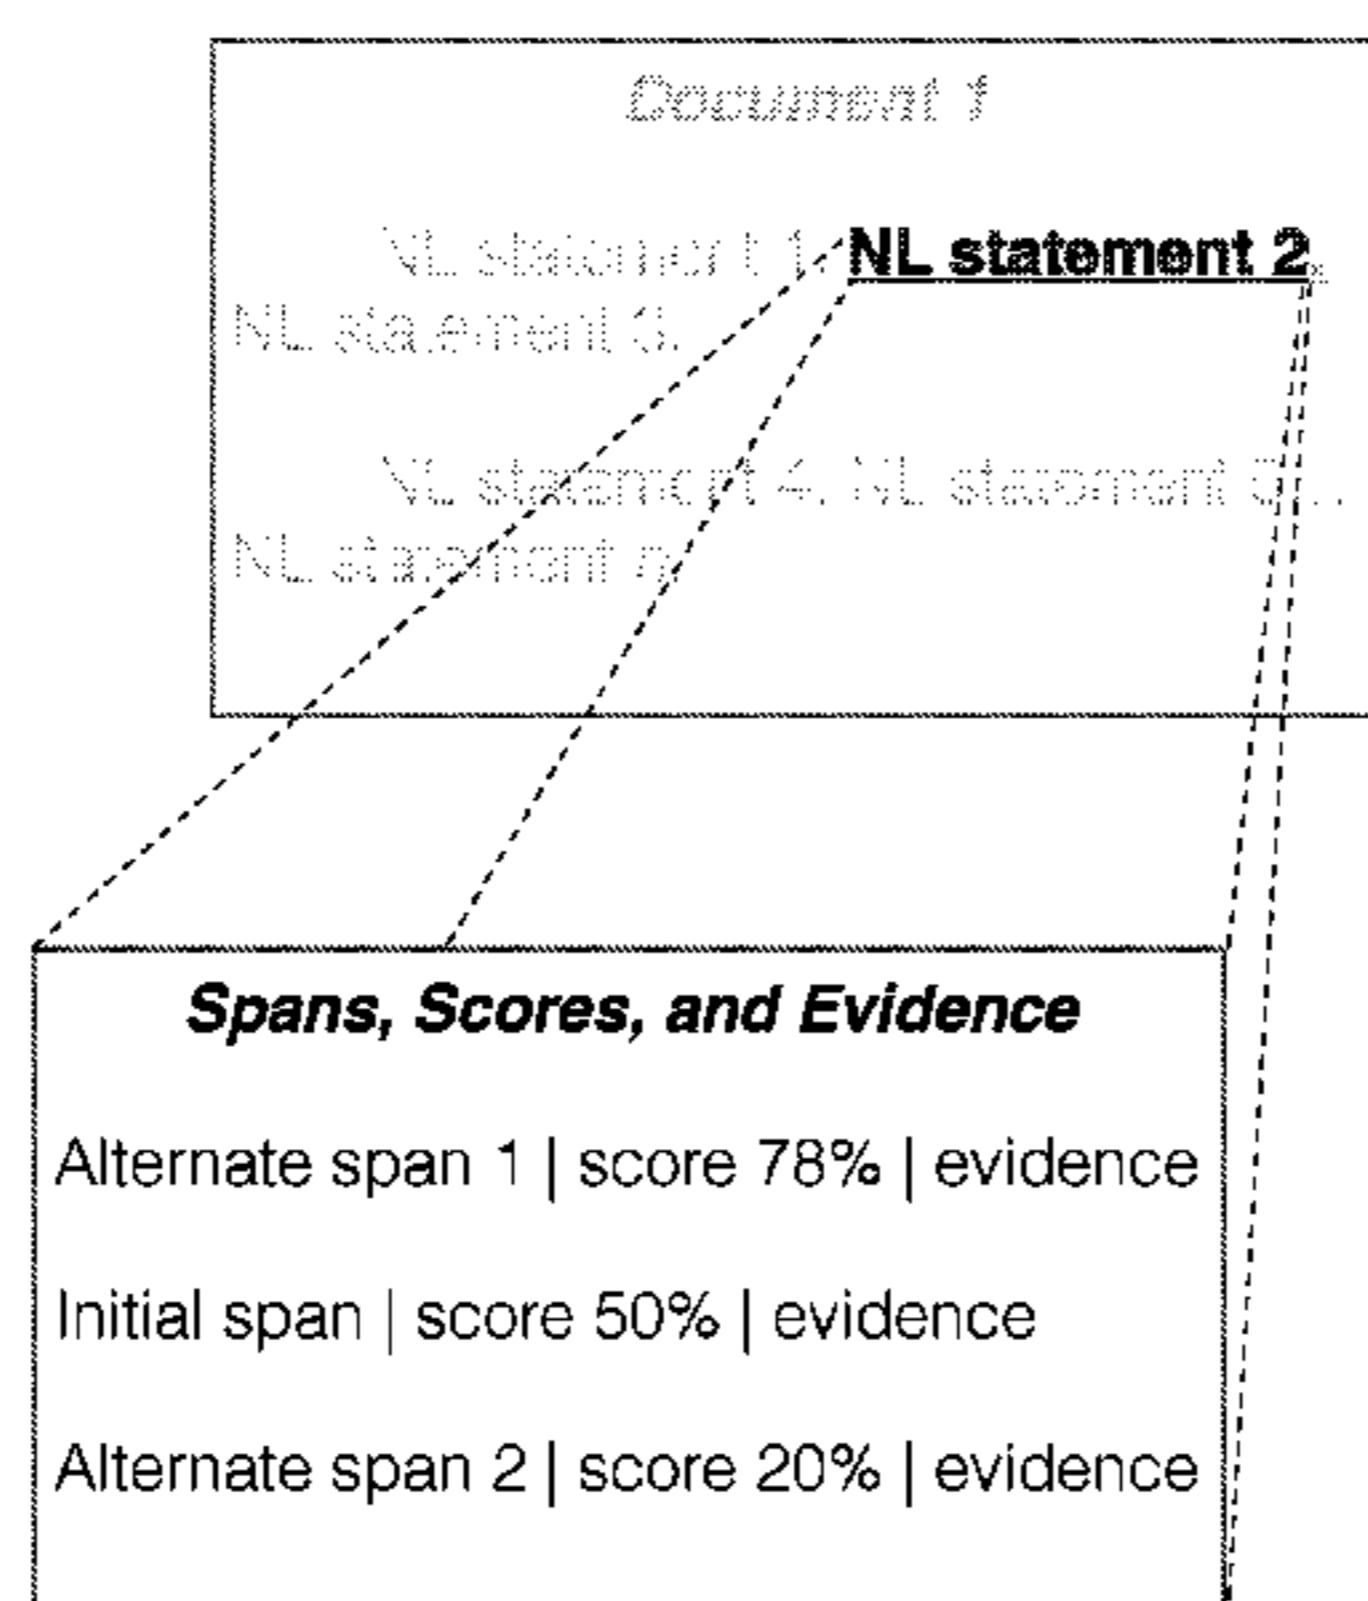 Document 1
NL statement 1. NL statement 2.
NL statement 3.
NL statement 4. NL statement 5...
NL statement n.
Spans, Scores, and Evidence
Alternate span 1 | score 78% | evidence
Initial span | score 50% | evidence
Alternate span 2 | score 20% | evidence